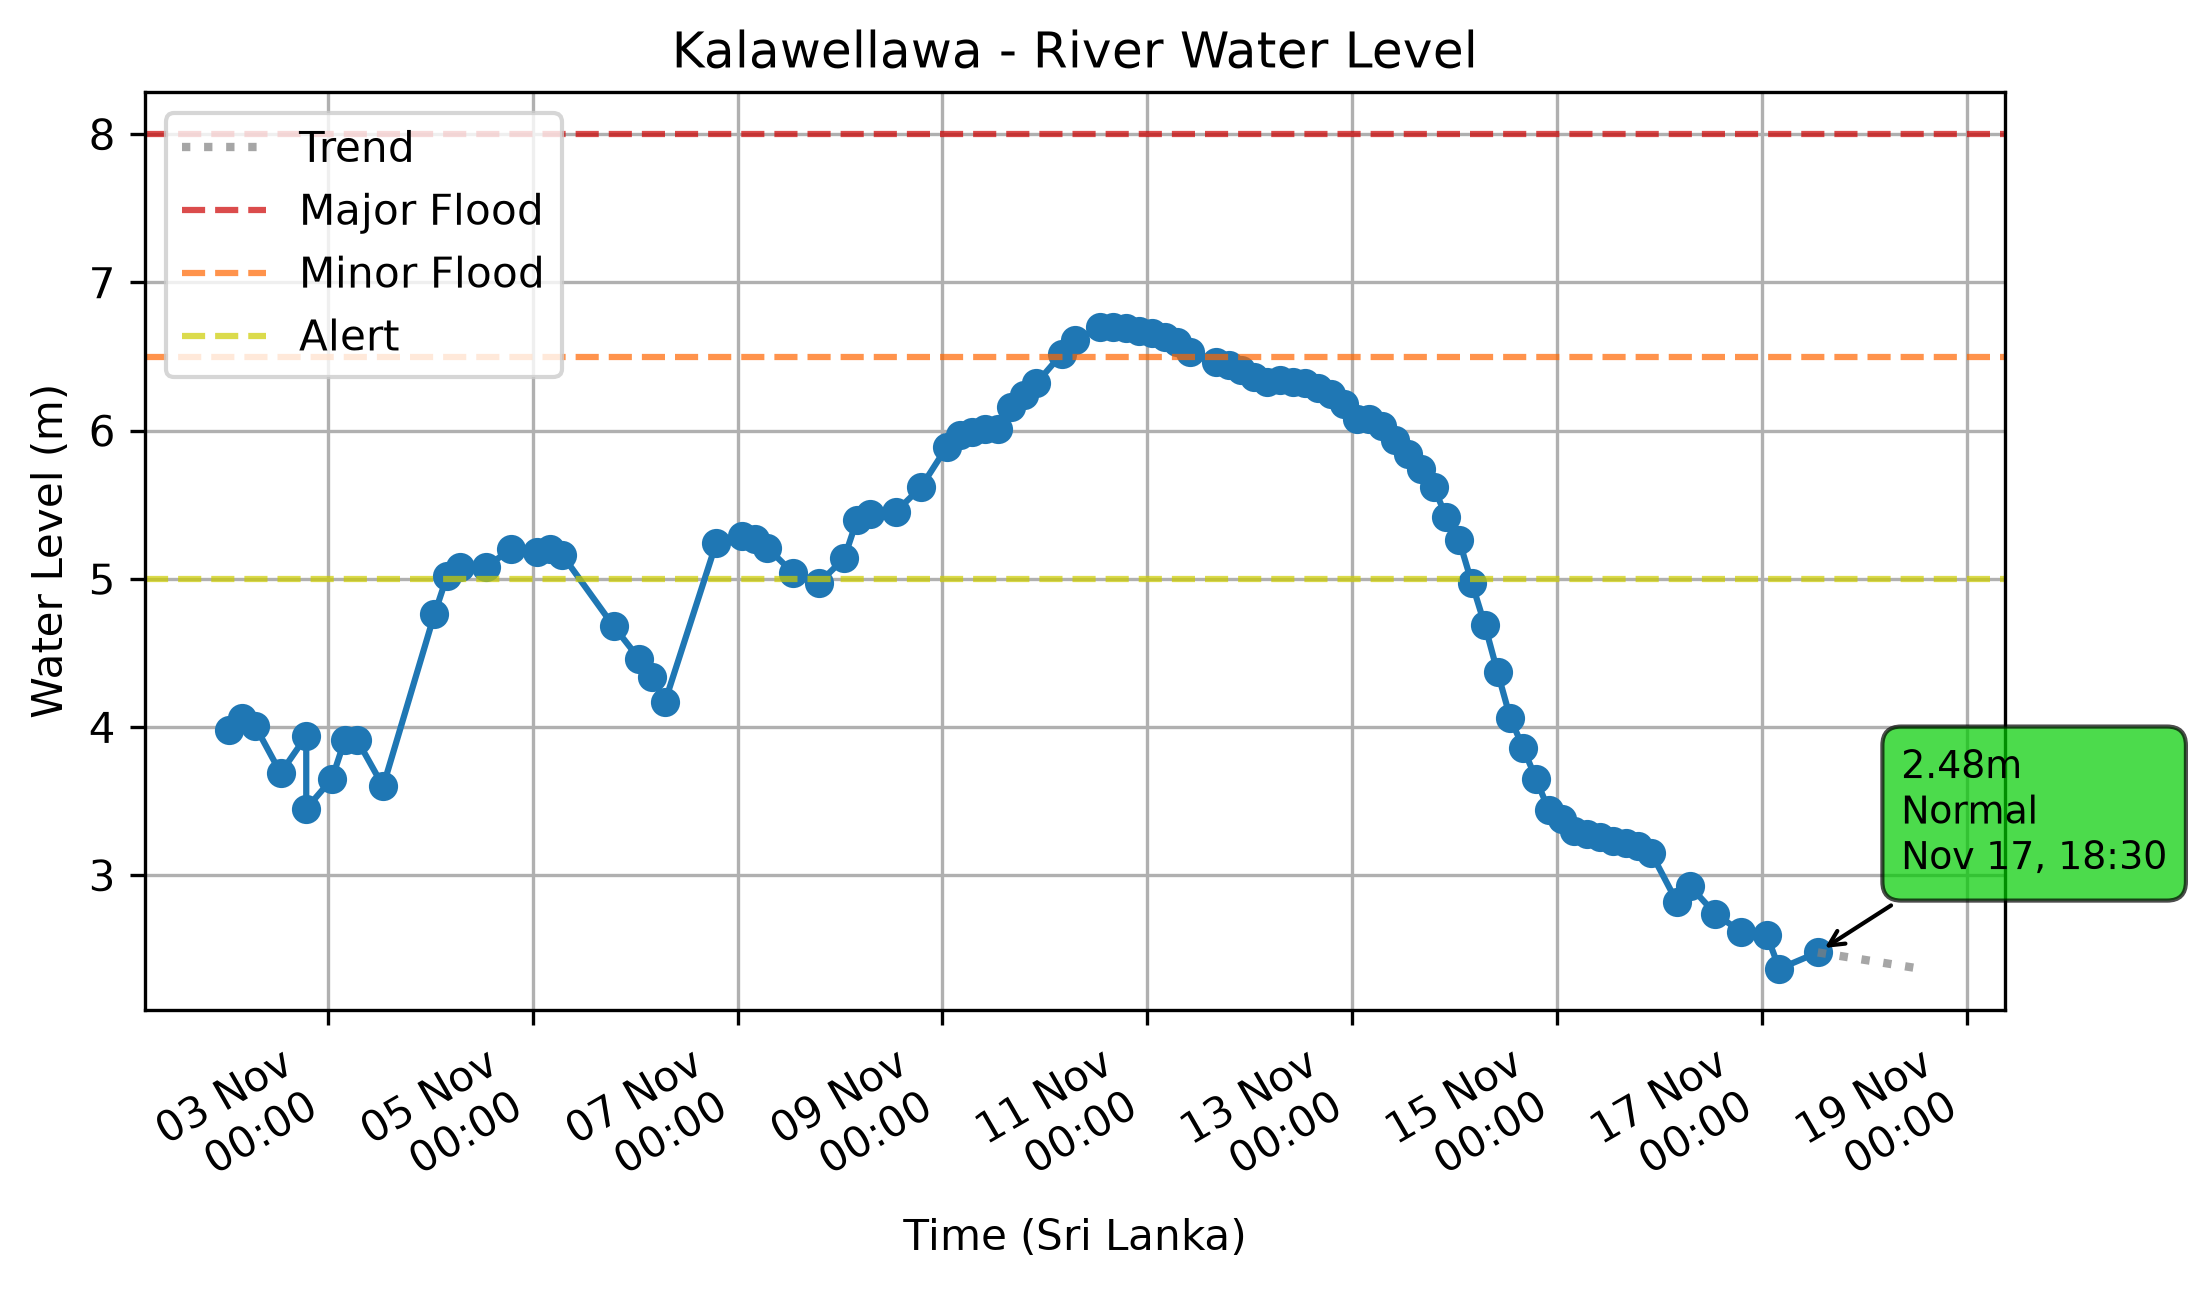 Kalawellawa - River Water Level
8
7
6
5
4
3
Water Level (m)
Trend
Major Flood
Minor Flood
Alert
2.48m
Normal
Nov 17, 18:30
03 Nov
00:00
05 Nov
00:00
07 Nov
00:00
09 Nov
00:00
11 Nov
00:00
13 Nov
00:00
15 Nov
00:00
17 Nov
00:00
19 Nov
00:00
Time (Sri Lanka)